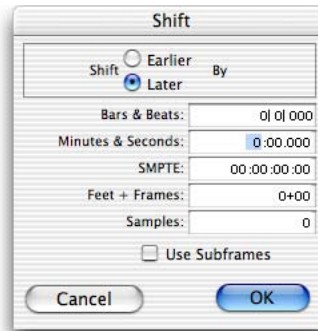 Shift
Shift Earlier By
Later
Bars & Beats: 0| 0| 000
Minutes & Seconds: 0:00.000
SMPTE: 00:00:00:00
Feet + Frames: 0+00
Samples: 0
Use Subframes
Cancel OK